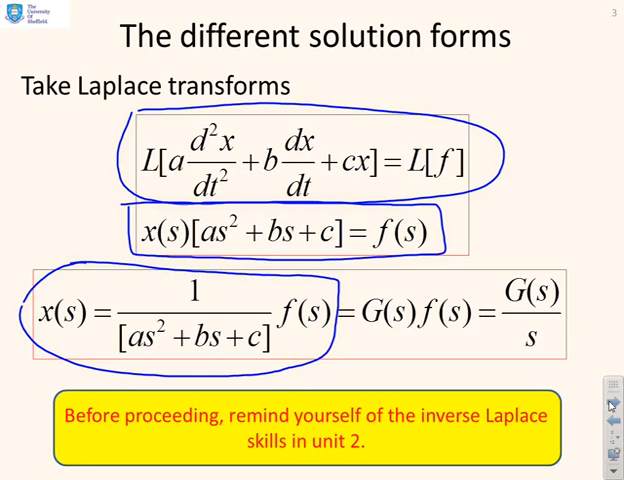 The University Of Sheffield.
3
The different solution forms
Take Laplace transforms
L[a d²x/dt² + b dx/dt + cx] = L[f]
x(s)[as² + bs + c] = f(s)
x(s) = 1/[as² + bs + c] f(s) = G(s)f(s) = G(s)/s
Before proceeding, remind yourself of the inverse Laplace
skills in unit 2.